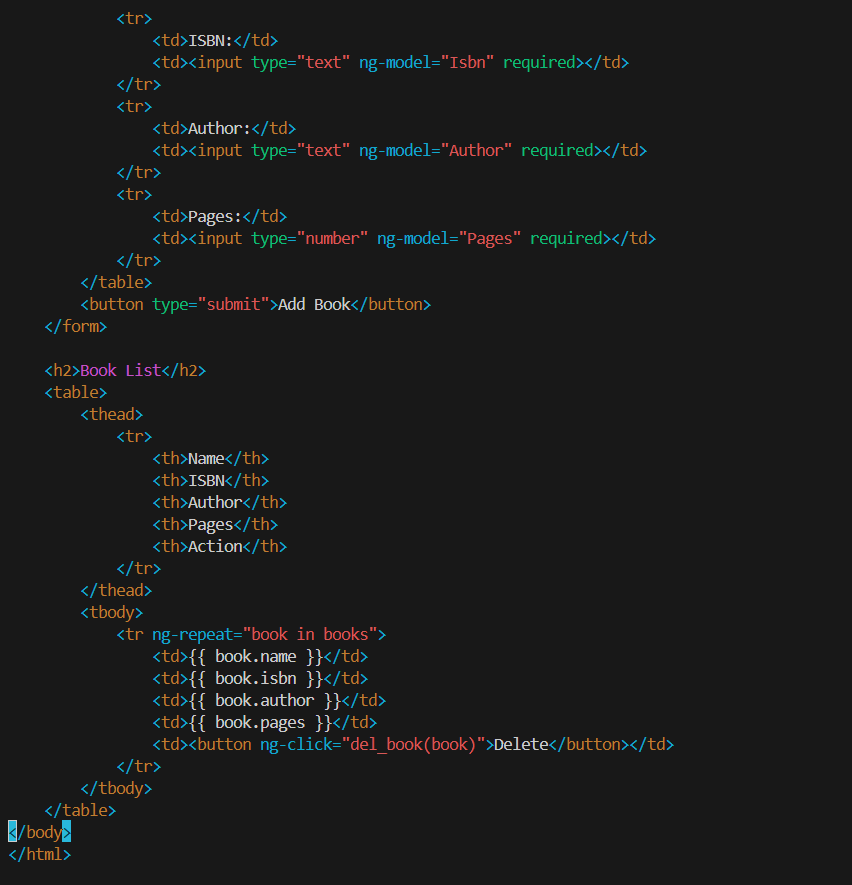 <tr>
                <td>ISBN:</td>
                <td><input type="text" ng-model="Isbn" required></td>
            </tr>
            <tr>
                <td>Author:</td>
                <td><input type="text" ng-model="Author" required></td>
            </tr>
            <tr>
                <td>Pages:</td>
                <td><input type="number" ng-model="Pages" required></td>
            </tr>
        </table>
        <button type="submit">Add Book</button>
    </form>

    <h2>Book List</h2>
    <table>
        <thead>
            <tr>
                <th>Name</th>
                <th>ISBN</th>
                <th>Author</th>
                <th>Pages</th>
                <th>Action</th>
            </tr>
        </thead>
        <tbody>
            <tr ng-repeat="book in books">
                <td>{{ book.name }}</td>
                <td>{{ book.isbn }}</td>
                <td>{{ book.author }}</td>
                <td>{{ book.pages }}</td>
                <td><button ng-click="del_book(book)">Delete</button></td>
            </tr>
        </tbody>
    </table>
</body>
</html>